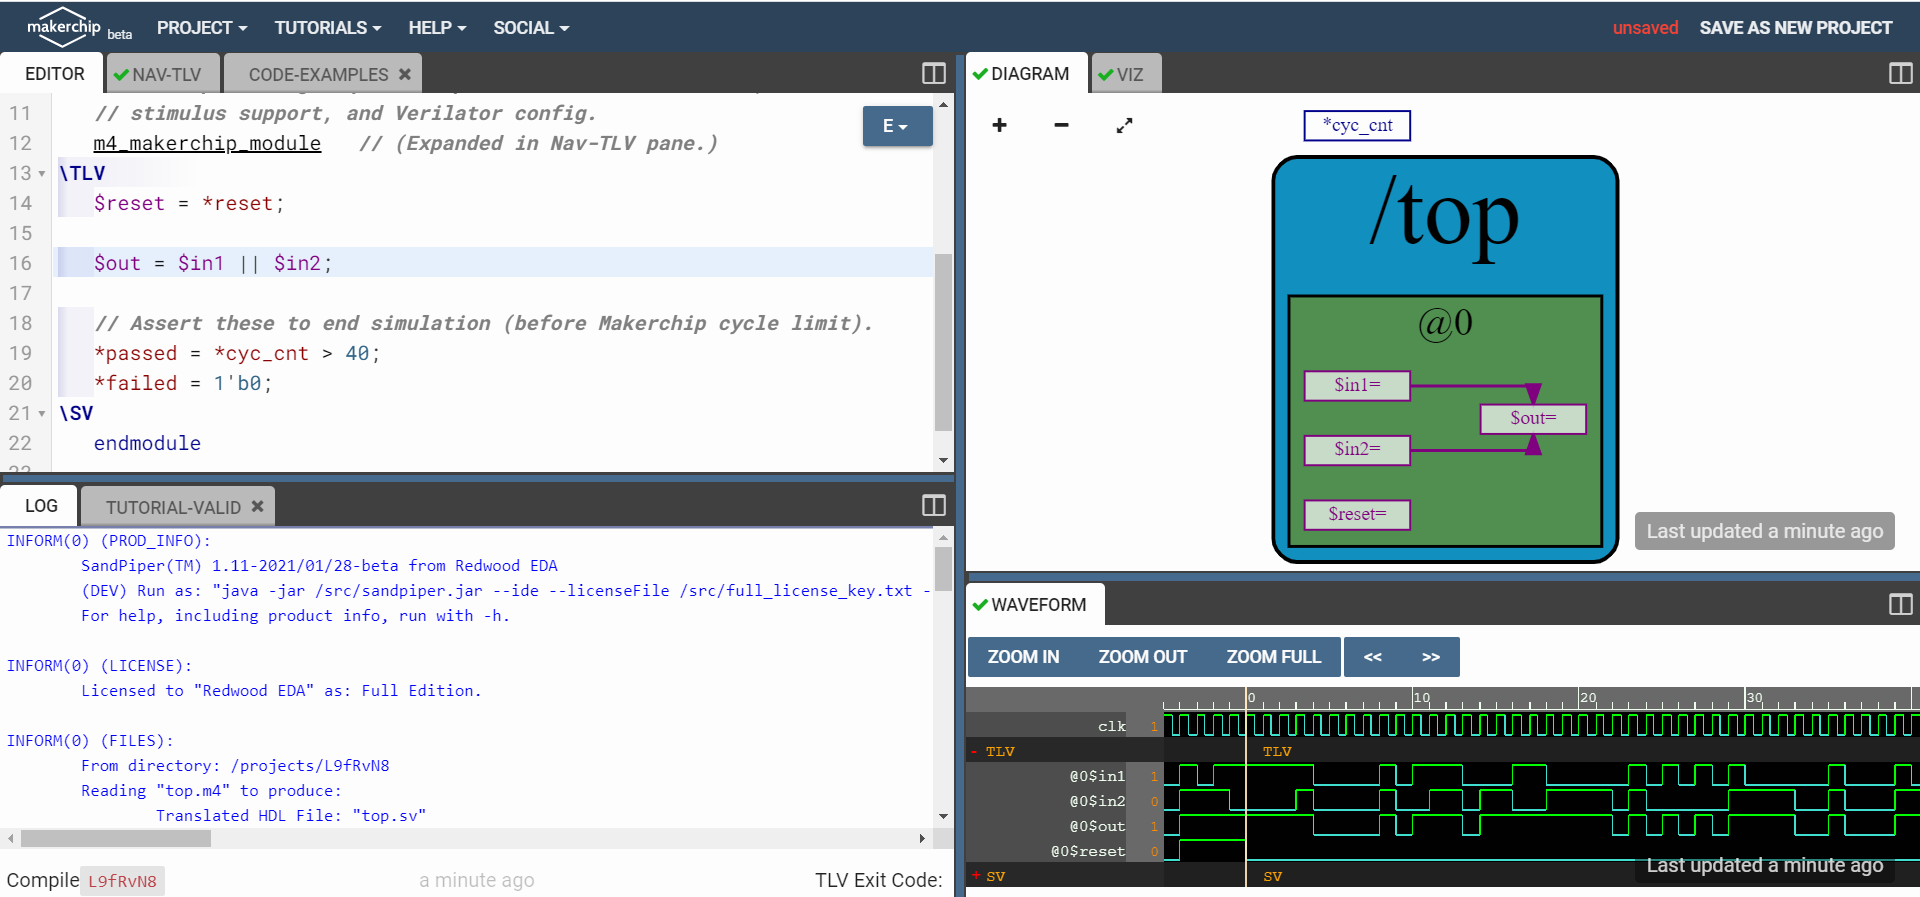 makerchip beta PROJECT TUTORIALS HELP SOCIAL unsaved SAVE AS NEW PROJECT
EDITOR NAV-TLV CODE-EXAMPLES
11 // stimulus support, and Verilator config.
12 m4_makerchip_module // (Expanded in Nav-TLV pane.)
13 \TLV
14 $reset = *reset;
15
16 $out = $in1 || $in2;
17
18 // Assert these to end simulation (before Makerchip cycle limit).
19 *passed = *cyc_cnt > 40;
20 *failed = 1'b0;
21 \SV
22 endmodule
E
LOG TUTORIAL-VALID
INFORM(0) (PROD_INFO):
SandPiper(TM) 1.11-2021/01/28-beta from Redwood EDA
(DEV) Run as: "java -jar /src/sandpiper.jar --ide --licenseFile /src/full_license_key.txt -
For help, including product info, run with -h.
INFORM(0) (LICENSE):
Licensed to "Redwood EDA" as: Full Edition.
INFORM(0) (FILES):
From directory: /projects/L9fRvN8
Reading "top.m4" to produce:
Translated HDL File: "top.sv"
Compile L9fRvN8 a minute ago TLV Exit Code:
DIAGRAM VIZ
*cyc_cnt
/top
@0
$in1=
$out=
$in2=
$reset=
Last updated a minute ago
WAVEFORM
ZOOM IN ZOOM OUT ZOOM FULL << >>
0 10 20 30
clk 1
- TLV TLV
@0$in1 1
@0$in2 0
@0$out 1
@0$reset 0
Last updated a minute ago
+ SV SV